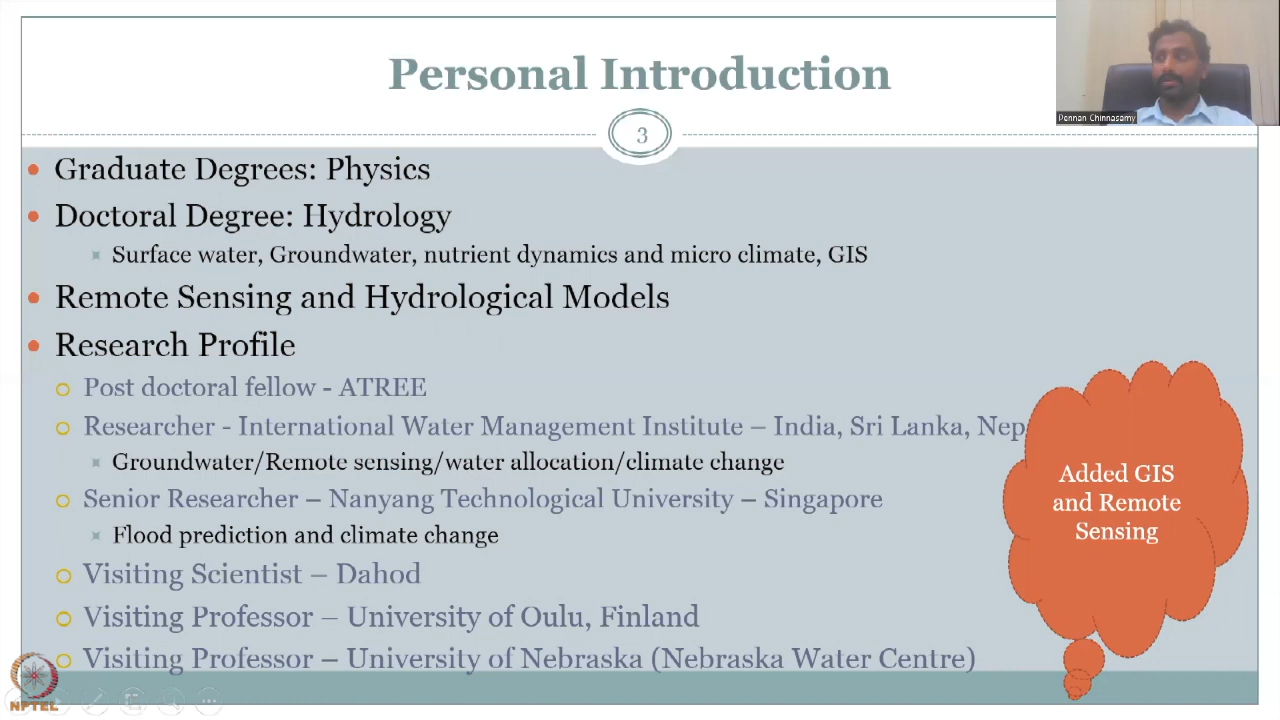 Personal Introduction
Pennan Chinnasamy
3
Graduate Degrees: Physics
Doctoral Degree: Hydrology
Surface water, Groundwater, nutrient dynamics and micro climate, GIS
Remote Sensing and Hydrological Models
Research Profile
Post doctoral fellow - ATREE
Researcher - International Water Management Institute – India, Sri Lanka, Nep
Groundwater/Remote sensing/water allocation/climate change
Senior Researcher – Nanyang Technological University – Singapore
Flood prediction and climate change
Visiting Scientist – Dahod
Visiting Professor – University of Oulu, Finland
Visiting Professor – University of Nebraska (Nebraska Water Centre)
Added GIS
and Remote
Sensing
NPTEL